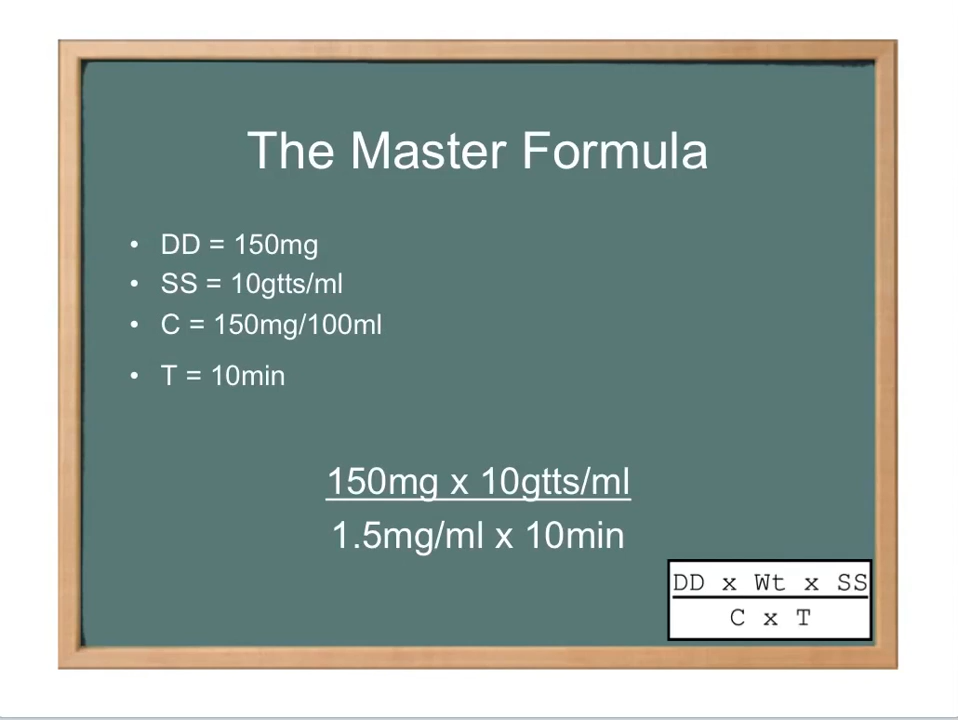 The Master Formula
• DD = 150mg
• SS = 10gtts/ml
• C = 150mg/100ml
• T = 10min
150mg x 10gtts/ml
1.5mg/ml x 10min
DD x Wt x SS
C x T